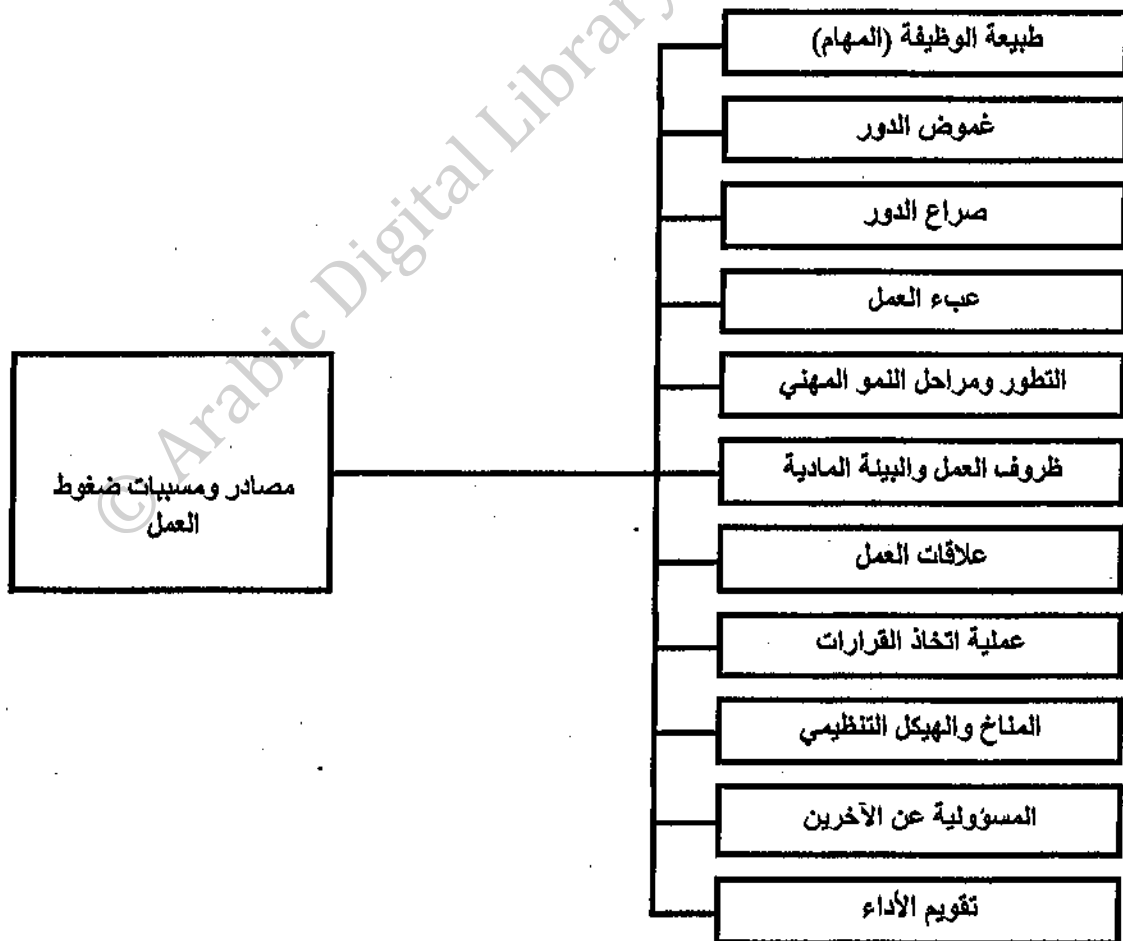 طبيعة الوظيفة (المهام)
غموض الدور
صراع الدور
عبء العمل
التطور ومراحل النمو المهني
ظروف العمل والبيئة المادية
مصادر ومسببات ضغوط
العمل
علاقات العمل
عملية اتخاذ القرارات
المناخ والهيكل التنظيمي
المسؤولية عن الآخرين
تقويم الأداء
© Arabic Digital Library